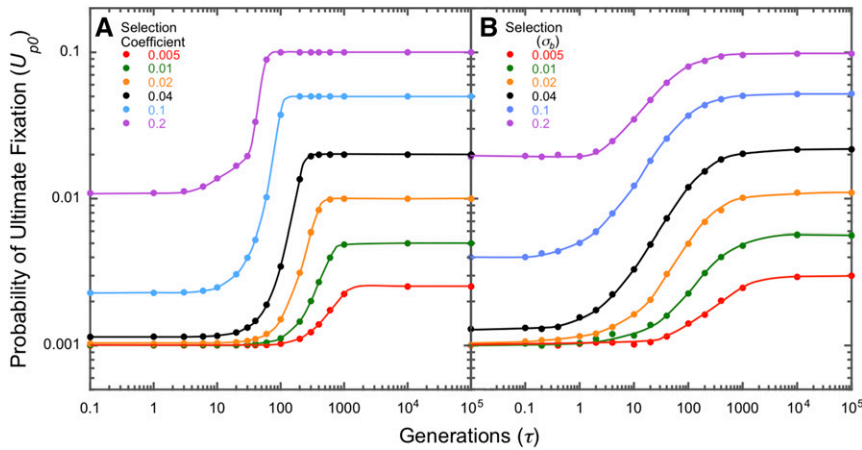 Probability of Ultimate Fixation (Uₚ₀)
A
Selection
Coefficient
0.005
0.01
0.02
0.04
0.1
0.2
B
Selection
(σb)
0.005
0.01
0.02
0.04
0.1
0.2
0.1
0.01
0.001
0.1 1 10 100 1000 10⁴ 10⁵
0.1 1 10 100 1000 10⁴ 10⁵
Generations (τ)